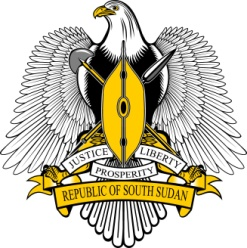 JUSTICE LIBERTY
PROSPERITY
REPUBLIC OF SOUTH SUDAN